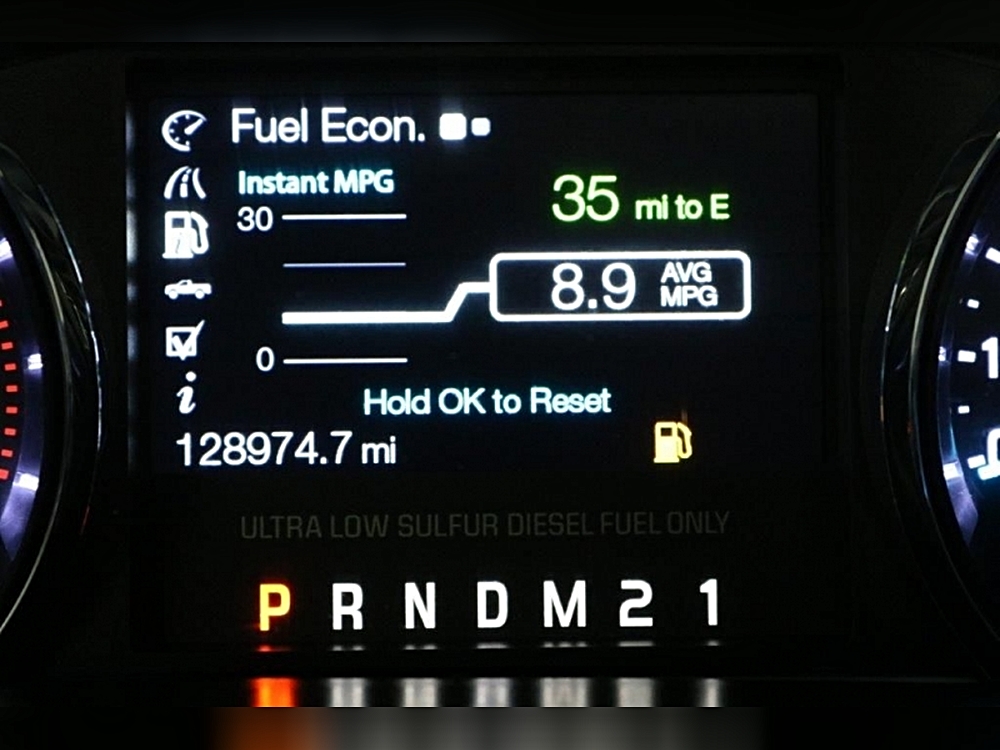 Fuel Econ.
Instant MPG
30
35 mi to E
8.9 AVG MPG
0
Hold OK to Reset
128974.7 mi
ULTRA LOW SULFUR DIESEL FUEL ONLY
P R N D M 2 1
1